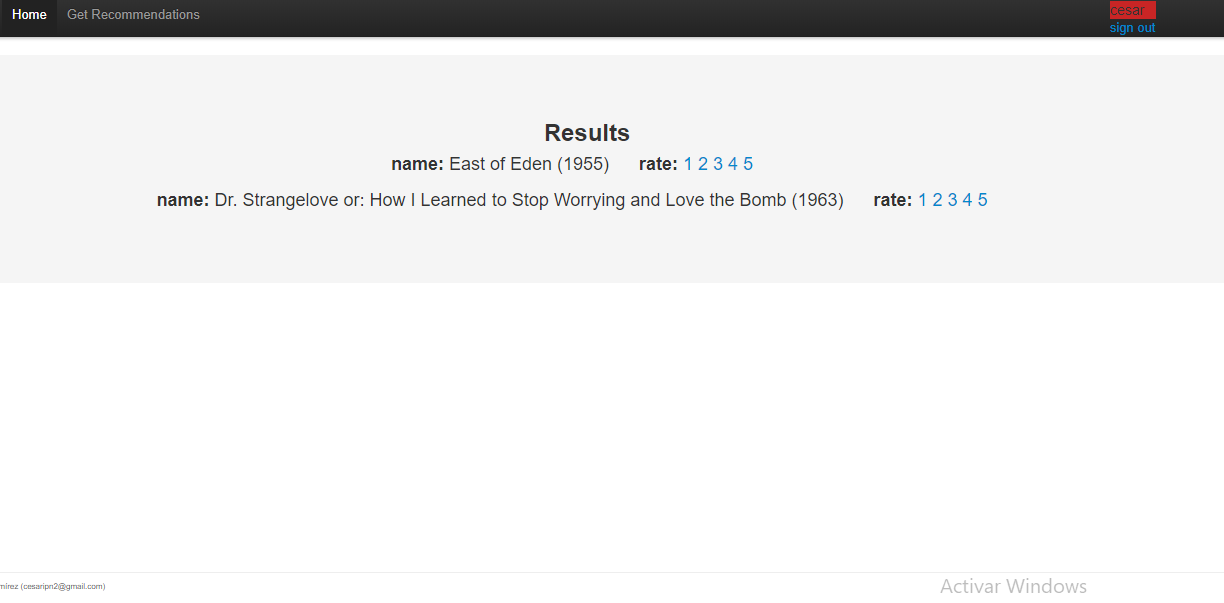 Home Get Recommendations cesar
sign out
Results
name: East of Eden (1955) rate: 1 2 3 4 5
name: Dr. Strangelove or: How I Learned to Stop Worrying and Love the Bomb (1963) rate: 1 2 3 4 5
mírez (cesaripn2@gmail.com)
Activar Windows